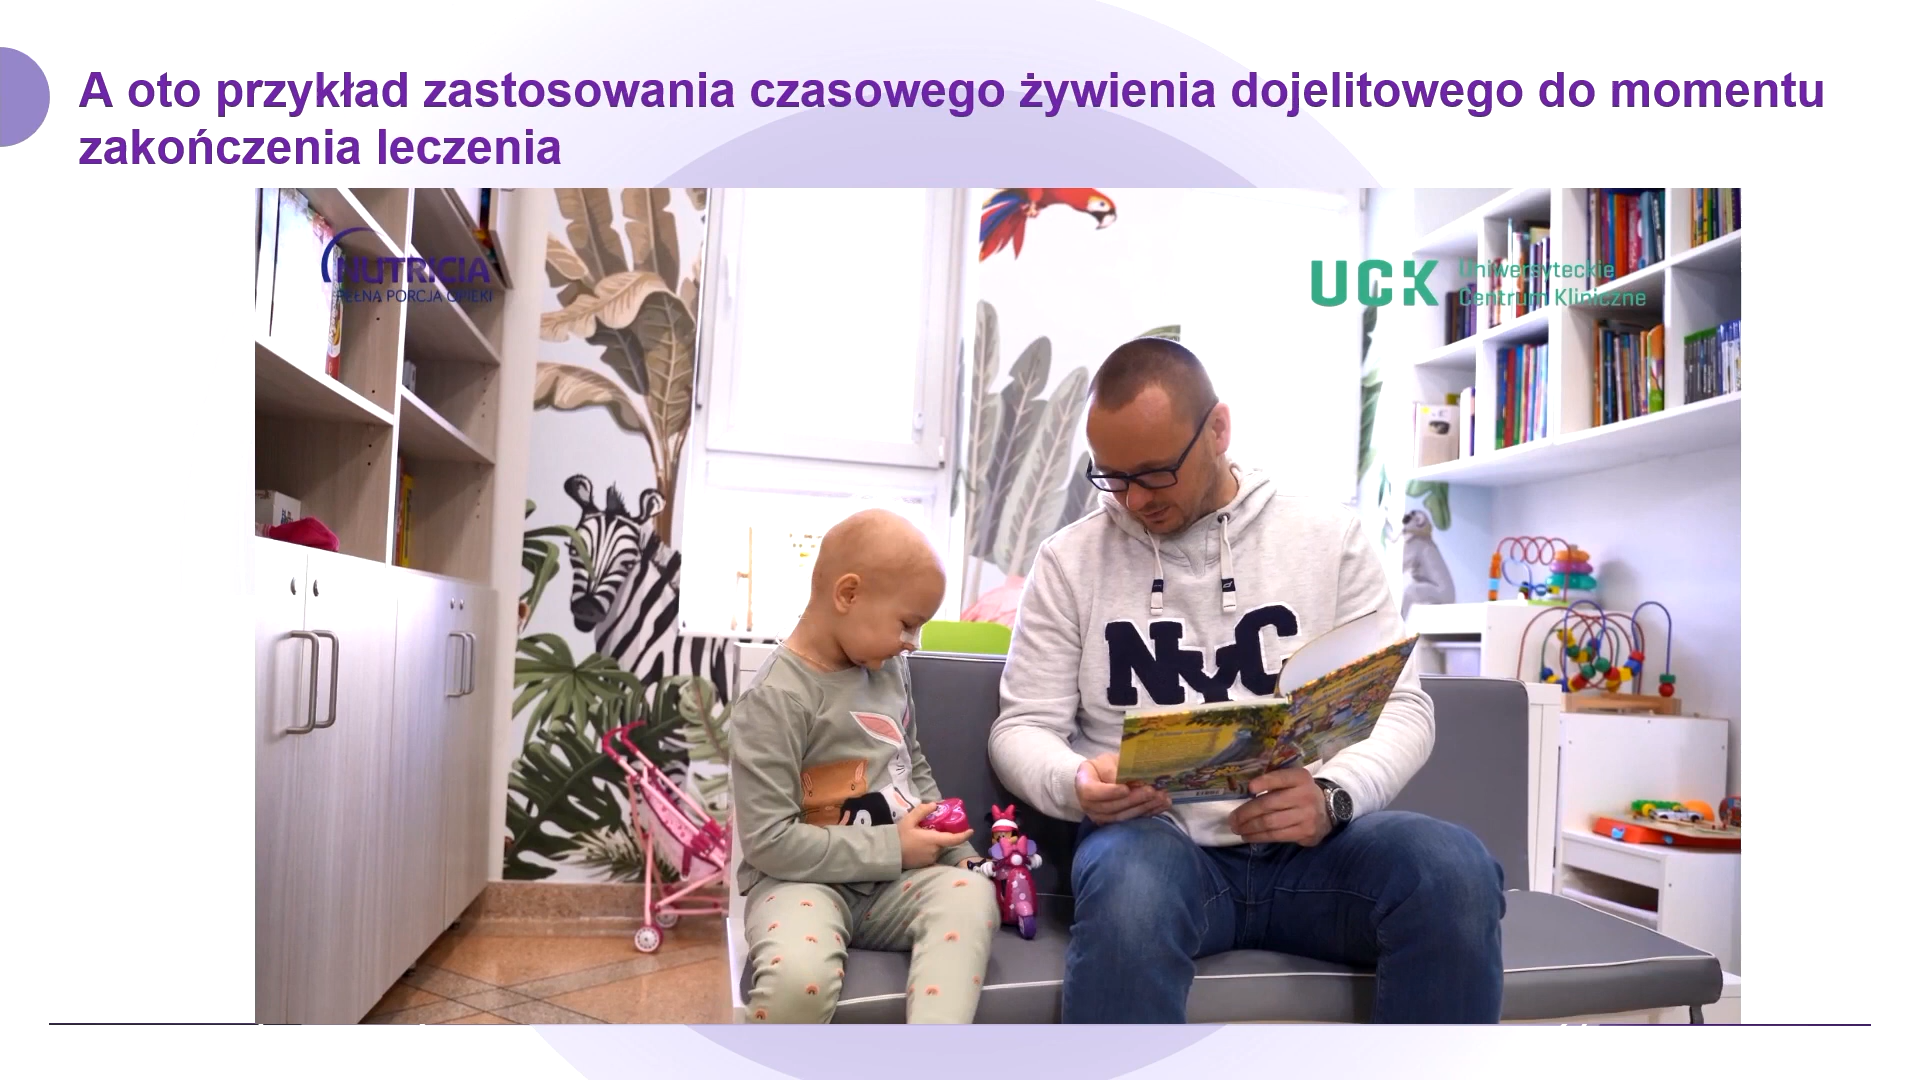 A oto przykład zastosowania czasowego żywienia dojelitowego do momentu
zakończenia leczenia
NUTRICIA
PEŁNA PORCJA OPIEKI
UCK Uniwersyteckie
Centrum Kliniczne
NYC